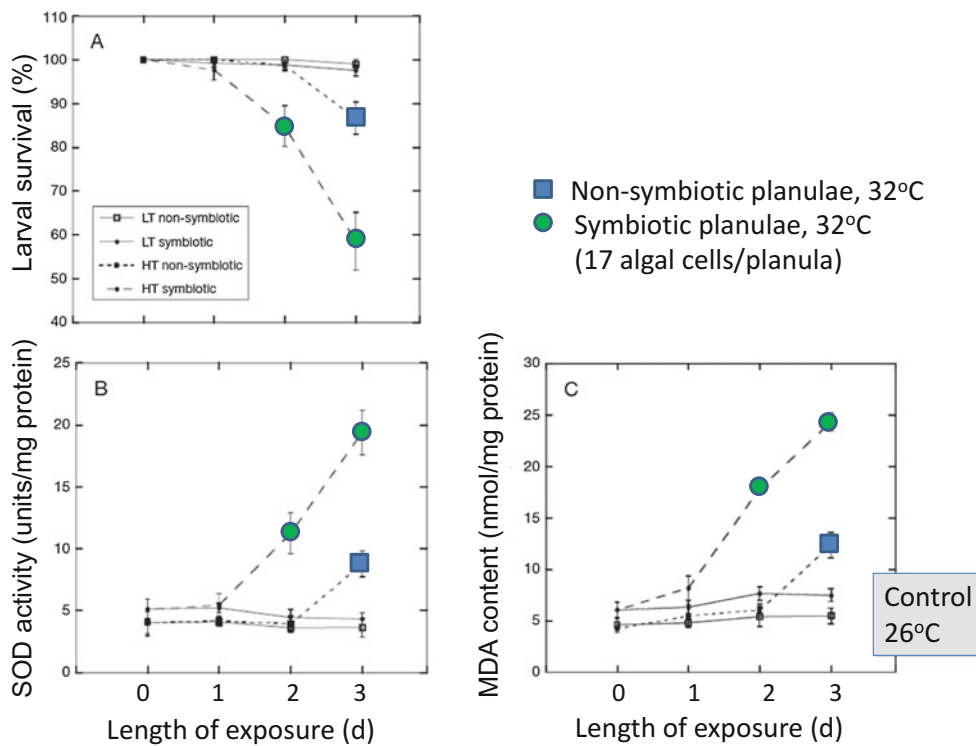 A
Larval survival (%)
110
100
90
80
70
60
50
40
LT non-symbiotic
LT symbiotic
HT non-symbiotic
HT symbiotic
Non-symbiotic planulae, 32°C
Symbiotic planulae, 32°C
(17 algal cells/planula)
B
SOD activity (units/mg protein)
25
20
15
10
5
0
0 1 2 3
Length of exposure (d)
C
MDA content (nmol/mg protein)
30
25
20
15
10
5
0
0 1 2 3
Length of exposure (d)
Control
26°C